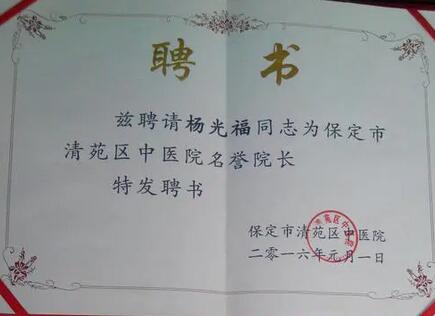 聘书
兹聘请杨光福同志为保定市
清苑区中医院名誉院长
特发聘书
保定市清苑区中医院
二零一六年元月一日